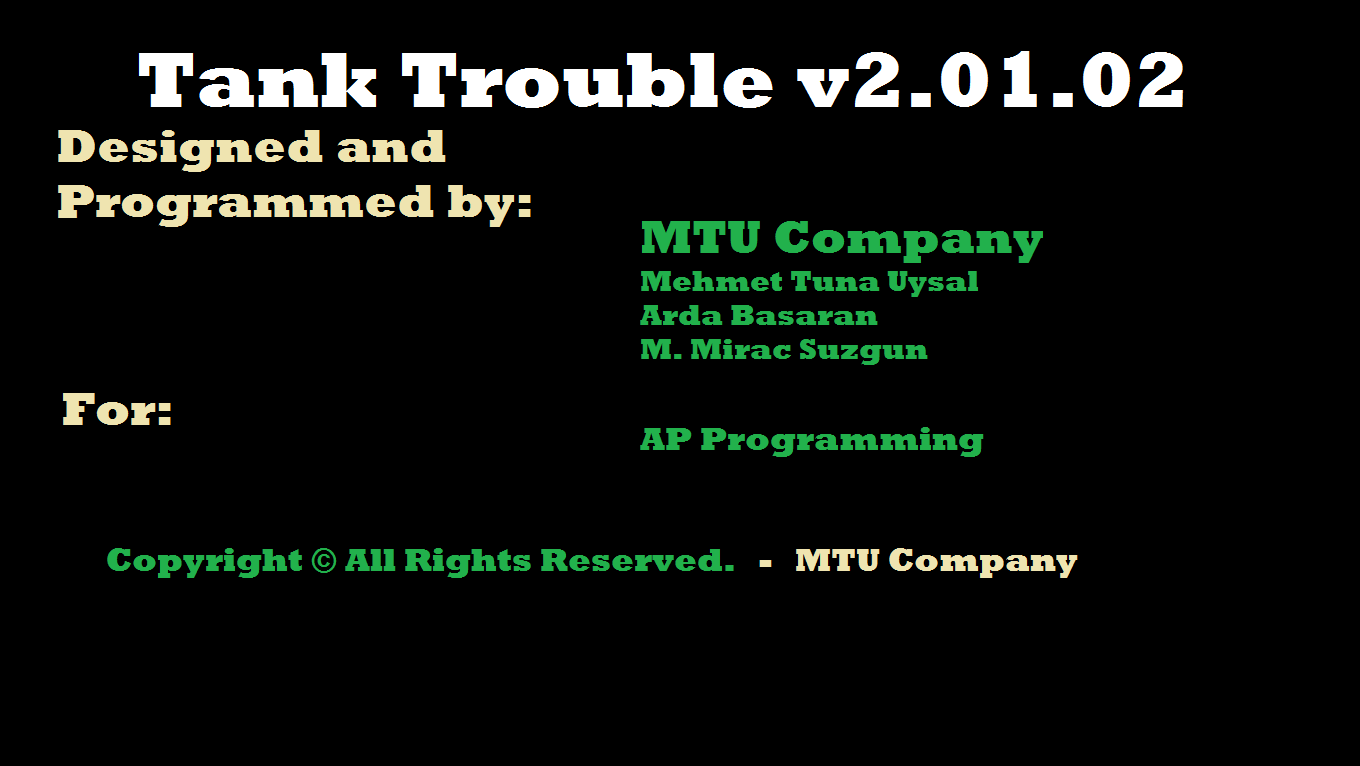 Tank Trouble v2.01.02
Designed and
Programmed by:
MTU Company
Mehmet Tuna Uysal
Arda Basaran
M. Mirac Suzgun
For:
AP Programming
Copyright © All Rights Reserved. - MTU Company